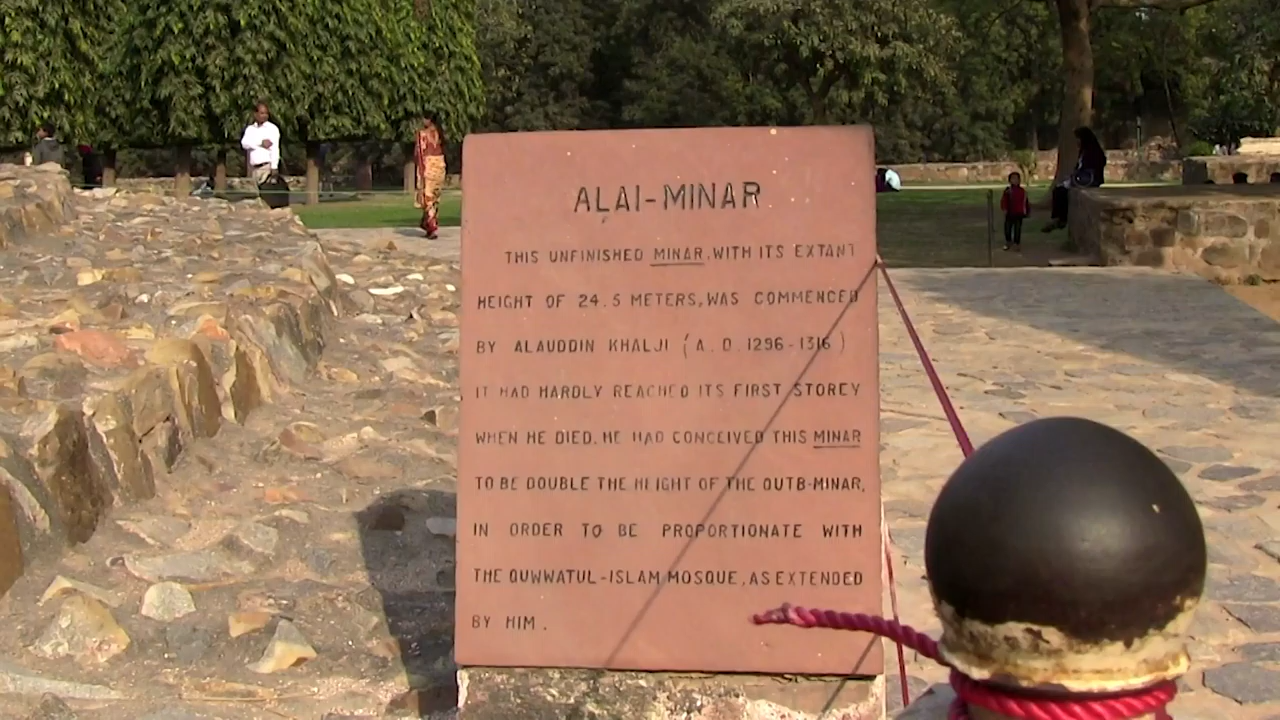 ALAI-MINAR
THIS UNFINISHED MINAR, WITH ITS EXTANT
HEIGHT OF 24.5 METERS, WAS COMMENCED
BY ALAUDDIN KHALJI (A.D. 1296-1316)
IT HAD HARDLY REACHED ITS FIRST STOREY
WHEN HE DIED. HE HAD CONCEIVED THIS MINAR
TO BE DOUBLE THE HEIGHT OF THE QUTB-MINAR,
IN ORDER TO BE PROPORTIONATE WITH
THE QUWWATUL-ISLAM MOSQUE, AS EXTENDED
BY HIM.